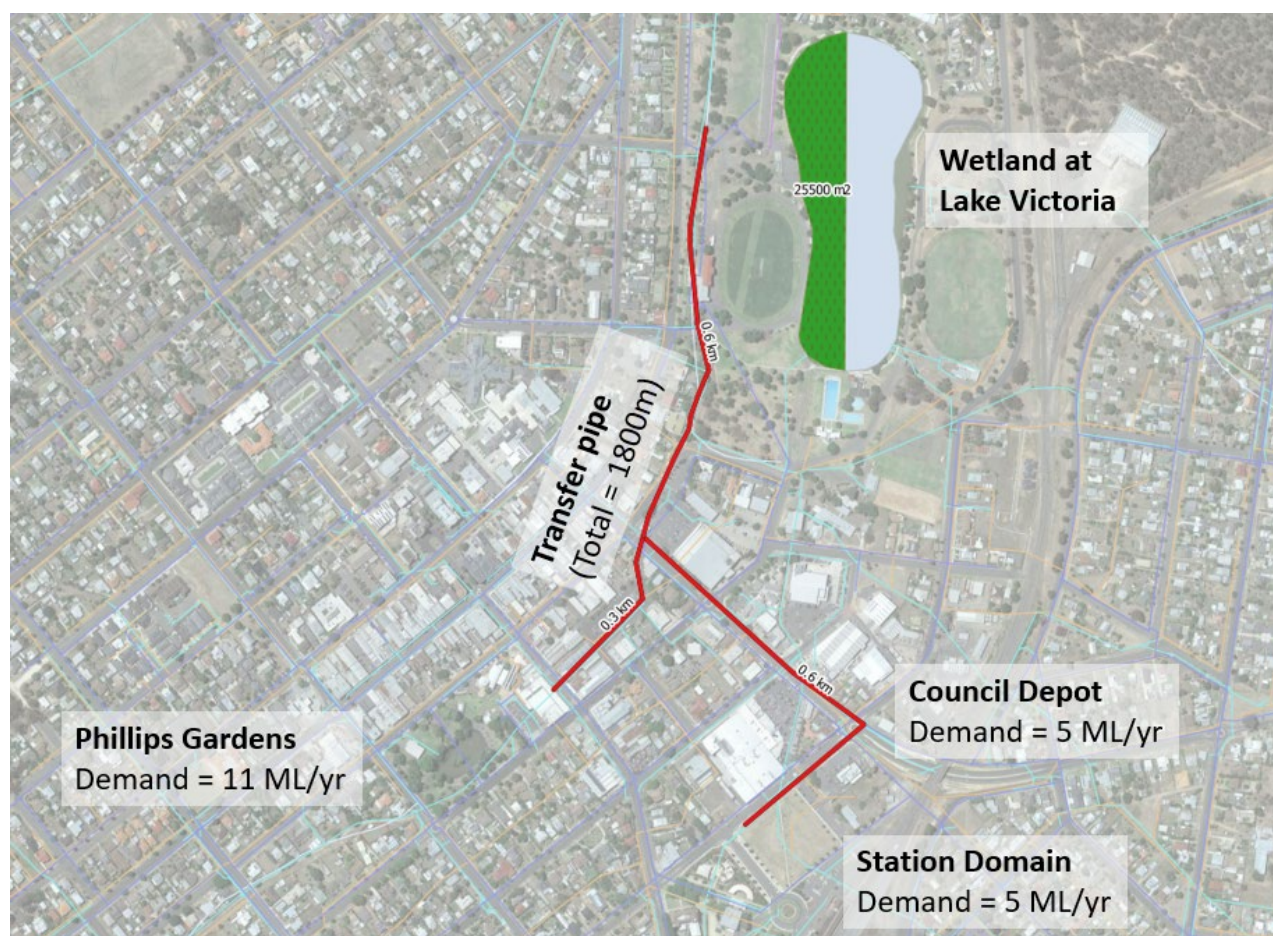 Wetland at
Lake Victoria
25500 m2
0.6 km
Transfer pipe
(Total = 1800m)
0.3 km
0.6 km
Council Depot
Demand = 5 ML/yr
Phillips Gardens
Demand = 11 ML/yr
Station Domain
Demand = 5 ML/yr